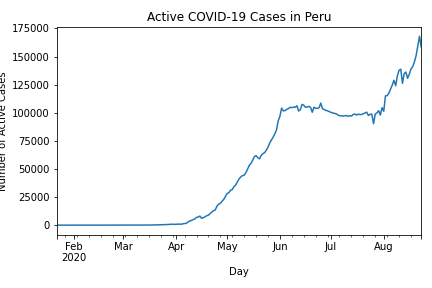 Active COVID-19 Cases in Peru
Number of Active Cases
175000
150000
125000
100000
75000
50000
25000
0
Feb
2020
Mar
Apr
May
Jun
Jul
Aug
Day